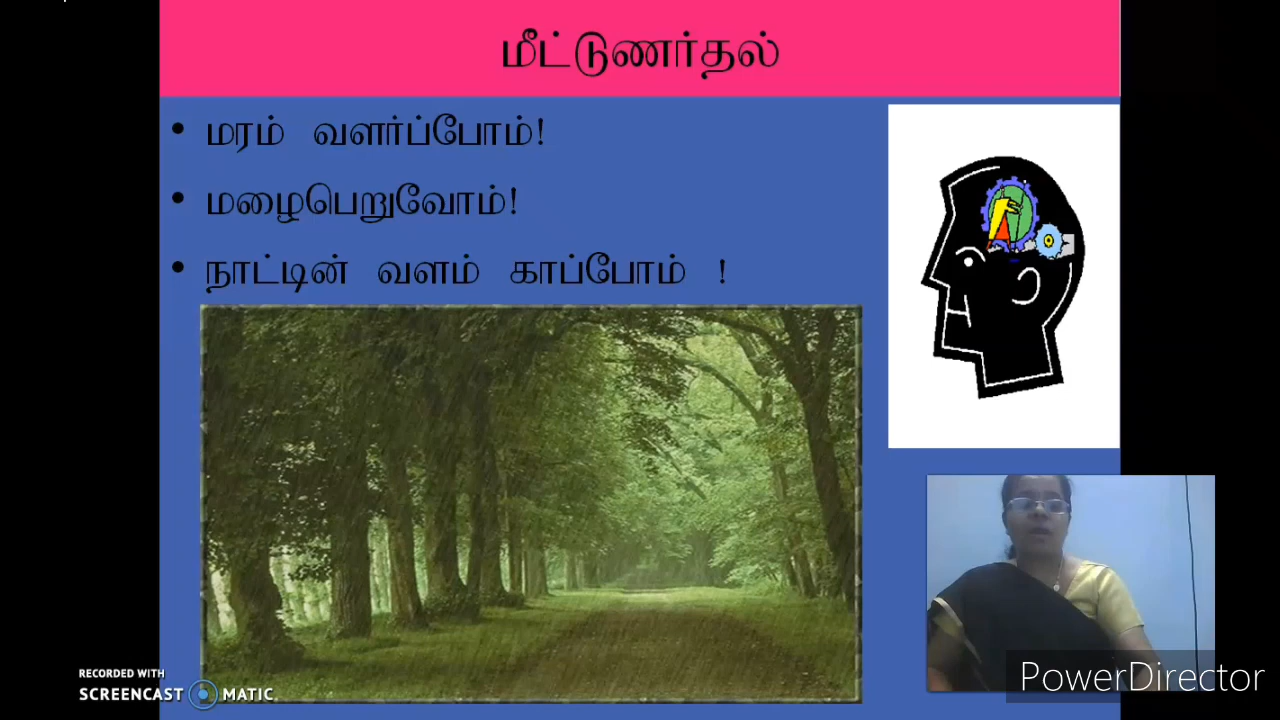 மீட்டுணர்தல்
• மரம் வளர்ப்போம்!
• மழைபெறுவோம்!
• நாட்டின் வளம் காப்போம் !
RECORDED WITH
SCREENCAST MATIC
PowerDirector